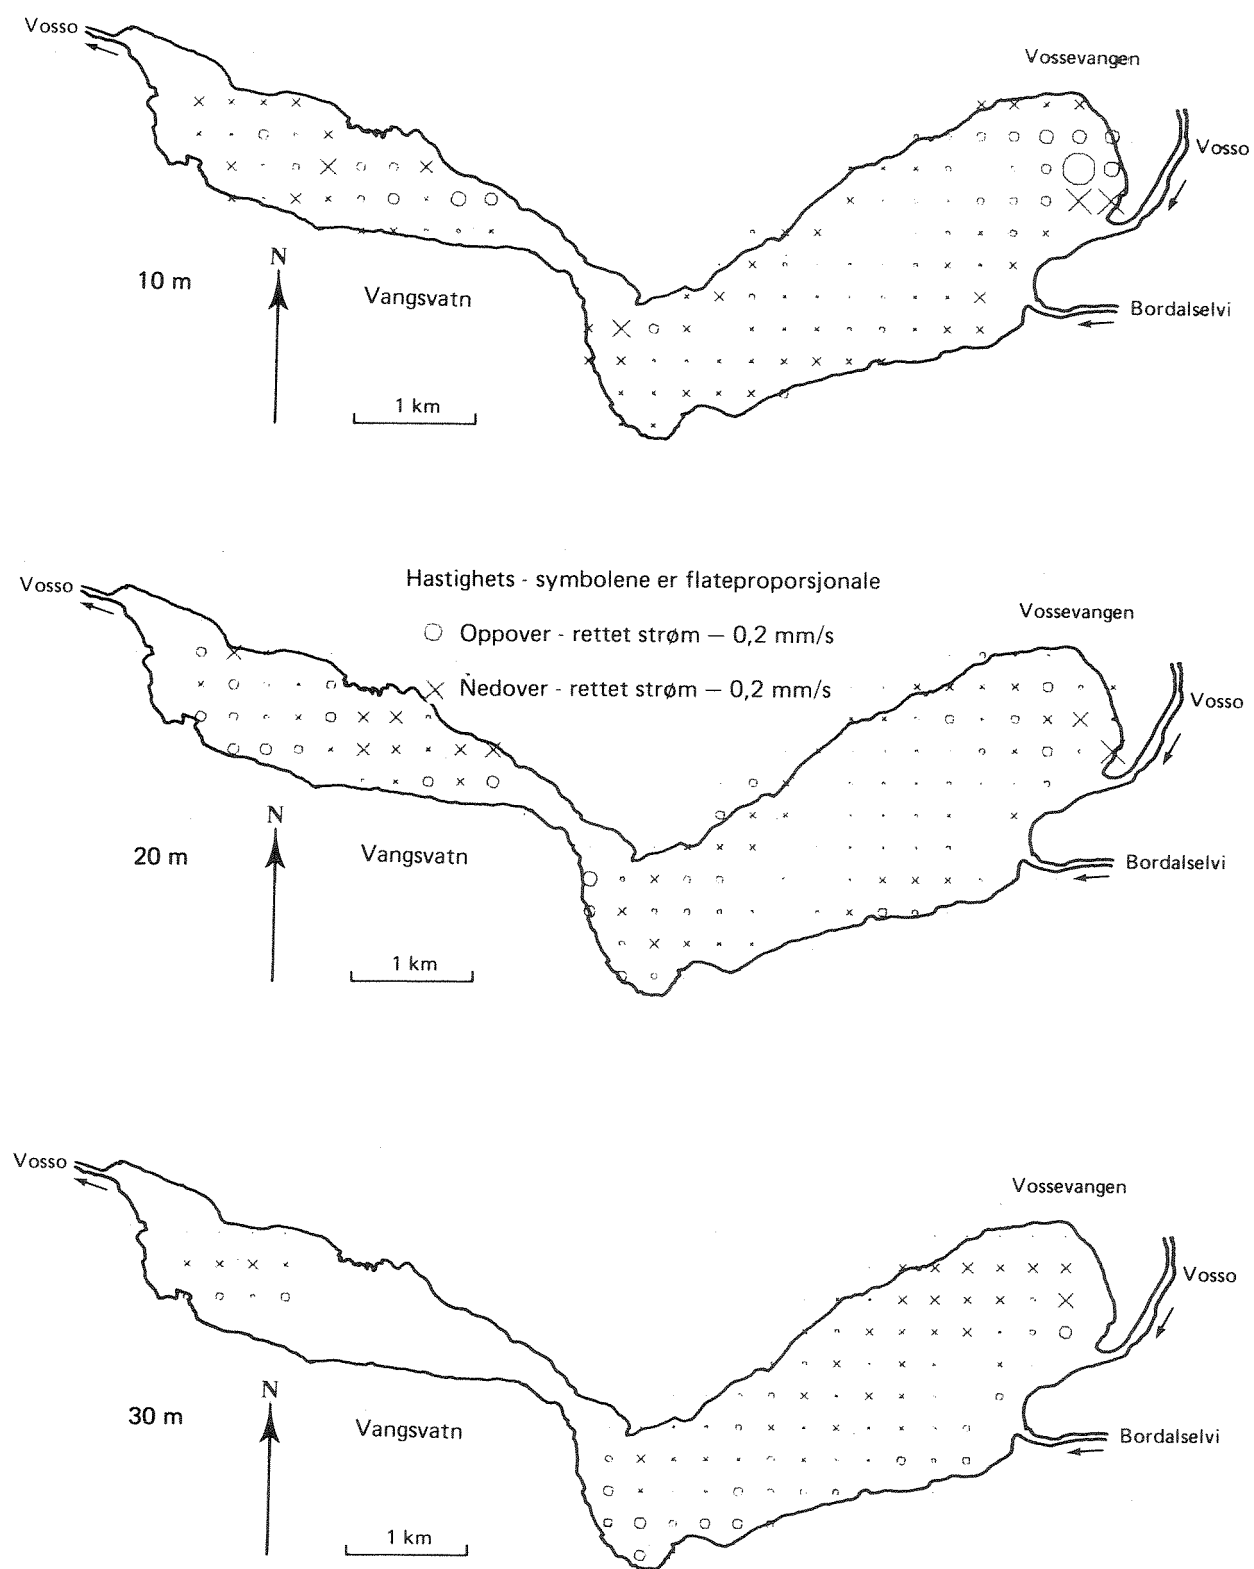 Vosso
Vossevangen
Vosso
N
10 m
Vangsvatn
Bordalselvi
1 km
Hastighets - symbolene er flateproporsjonale
Vosso
Oppover - rettet strøm — 0,2 mm/s
Vossevangen
Nedover - rettet strøm — 0,2 mm/s
Vosso
N
20 m
Vangsvatn
Bordalselvi
1 km
Vosso
Vossevangen
Vosso
N
30 m
Vangsvatn
Bordalselvi
1 km